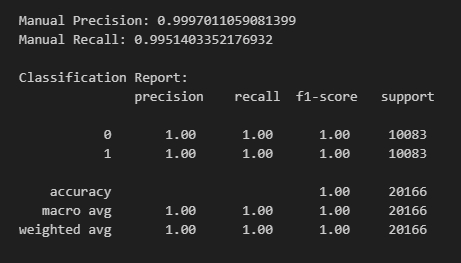 Manual Precision: 0.9997011059081399
Manual Recall: 0.9951403352176932
Classification Report:
precision recall f1-score support
0 1.00 1.00 1.00 10083
1 1.00 1.00 1.00 10083
accuracy 1.00 20166
macro avg 1.00 1.00 1.00 20166
weighted avg 1.00 1.00 1.00 20166